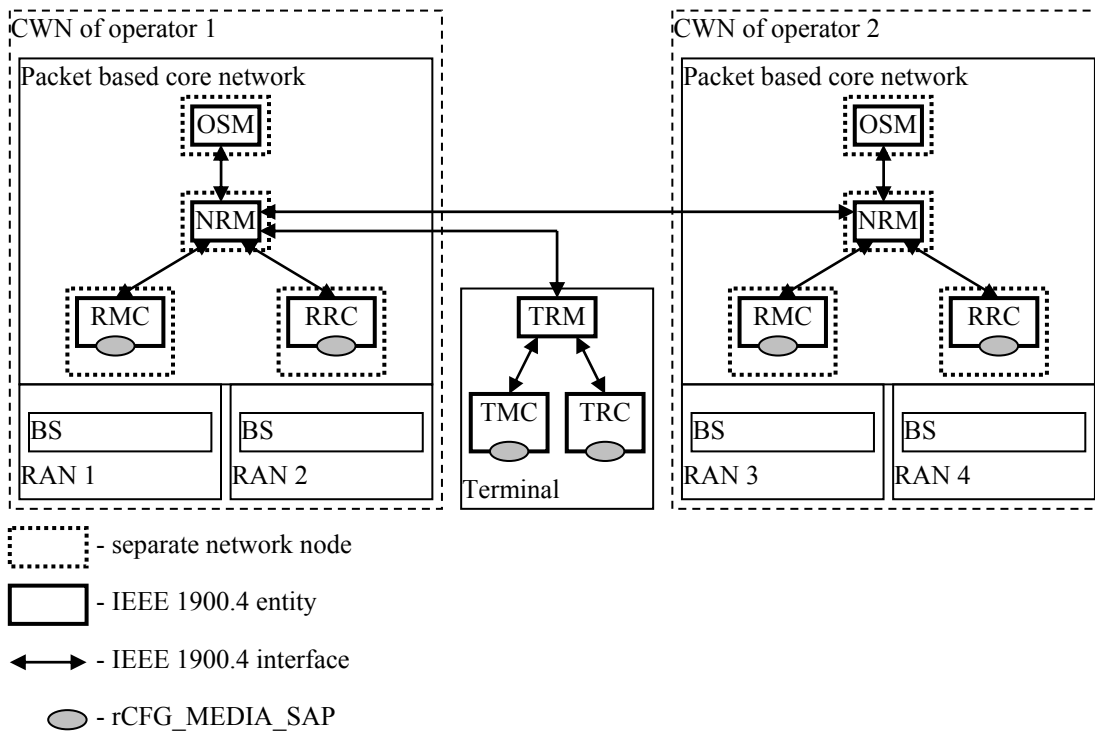 CWN of operator 1
Packet based core network
OSM
NRM
RMC
RRC
BS
RAN 1
BS
RAN 2
TRM
TMC
TRC
Terminal
CWN of operator 2
Packet based core network
OSM
NRM
RMC
RRC
BS
RAN 3
BS
RAN 4
- separate network node
- IEEE 1900.4 entity
- IEEE 1900.4 interface
- rCFG_MEDIA_SAP